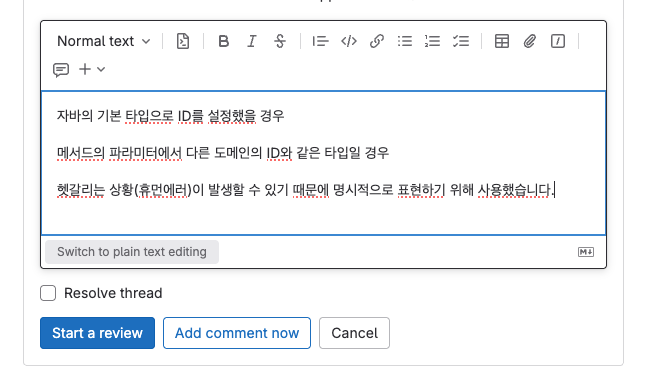 Normal text
B I S
자바의 기본 타입으로 ID를 설정했을 경우
메서드의 파라미터에서 다른 도메인의 ID와 같은 타입일 경우
헷갈리는 상황(휴먼에러)이 발생할 수 있기 때문에 명시적으로 표현하기 위해 사용했습니다.
Switch to plain text editing
M↓
Resolve thread
Start a review Add comment now Cancel